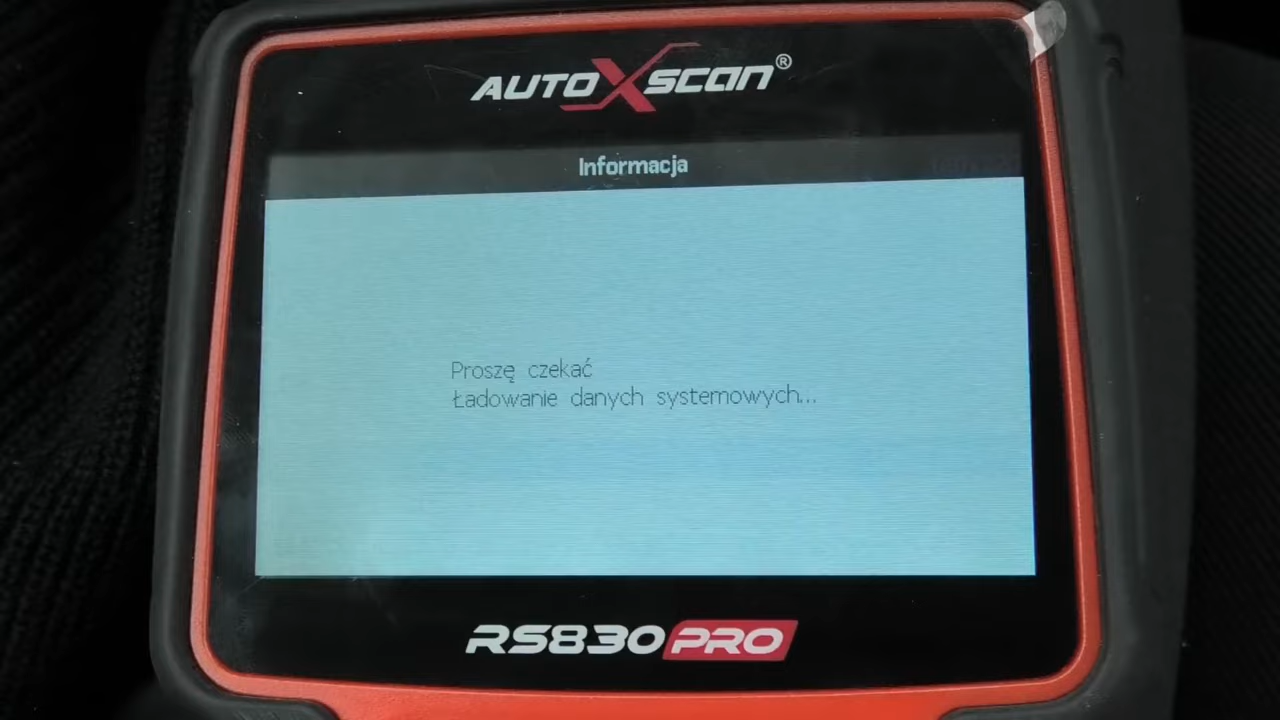 AUTOXSCAN®
Informacja
Proszę czekać
Ładowanie danych systemowych...
RS830PRO